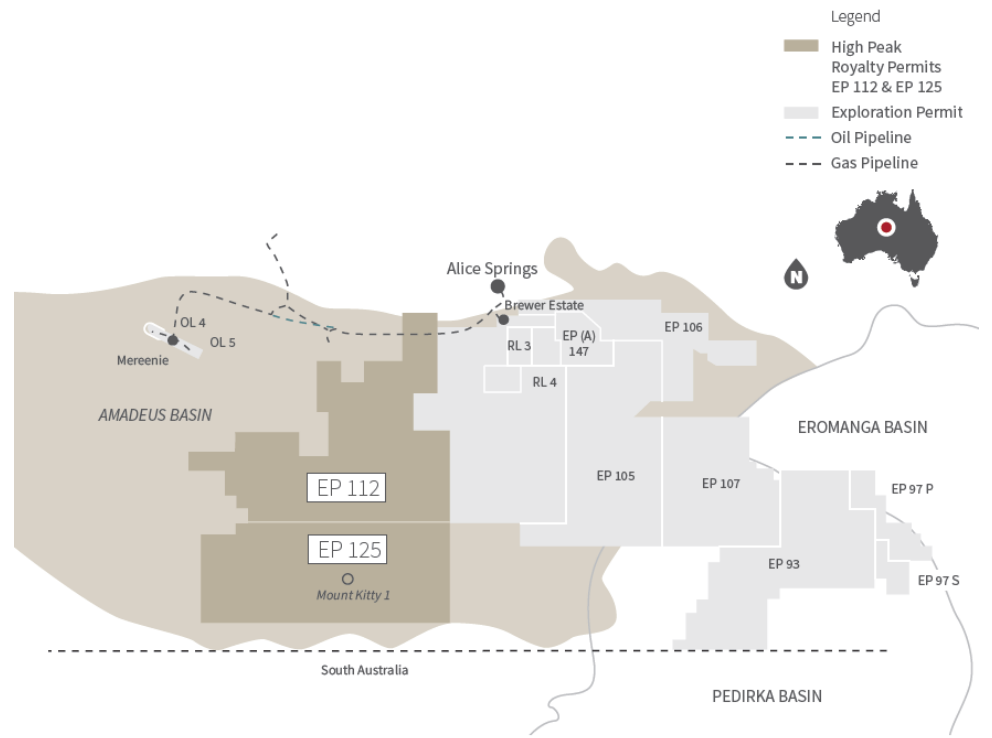 Legend
High Peak
Royalty Permits
EP 112 & EP 125
Exploration Permit
Oil Pipeline
Gas Pipeline
N
Alice Springs
Brewer Estate
OL 4
OL 5
Mereenie
RL 3
EP (A)
147
EP 106
RL 4
AMADEUS BASIN
EROMANGA BASIN
EP 112
EP 105
EP 107
EP 97 P
EP 125
Mount Kitty 1
EP 93
EP 97 S
South Australia
PEDIRKA BASIN